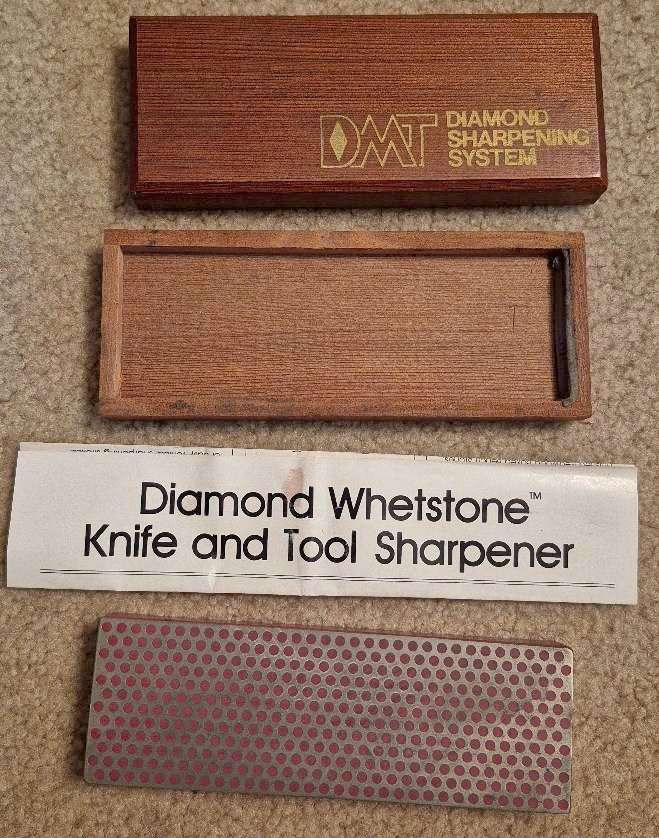 DMT DIAMOND
SHARPENING
SYSTEM
Diamond Whetstone™
Knife and Tool Sharpener